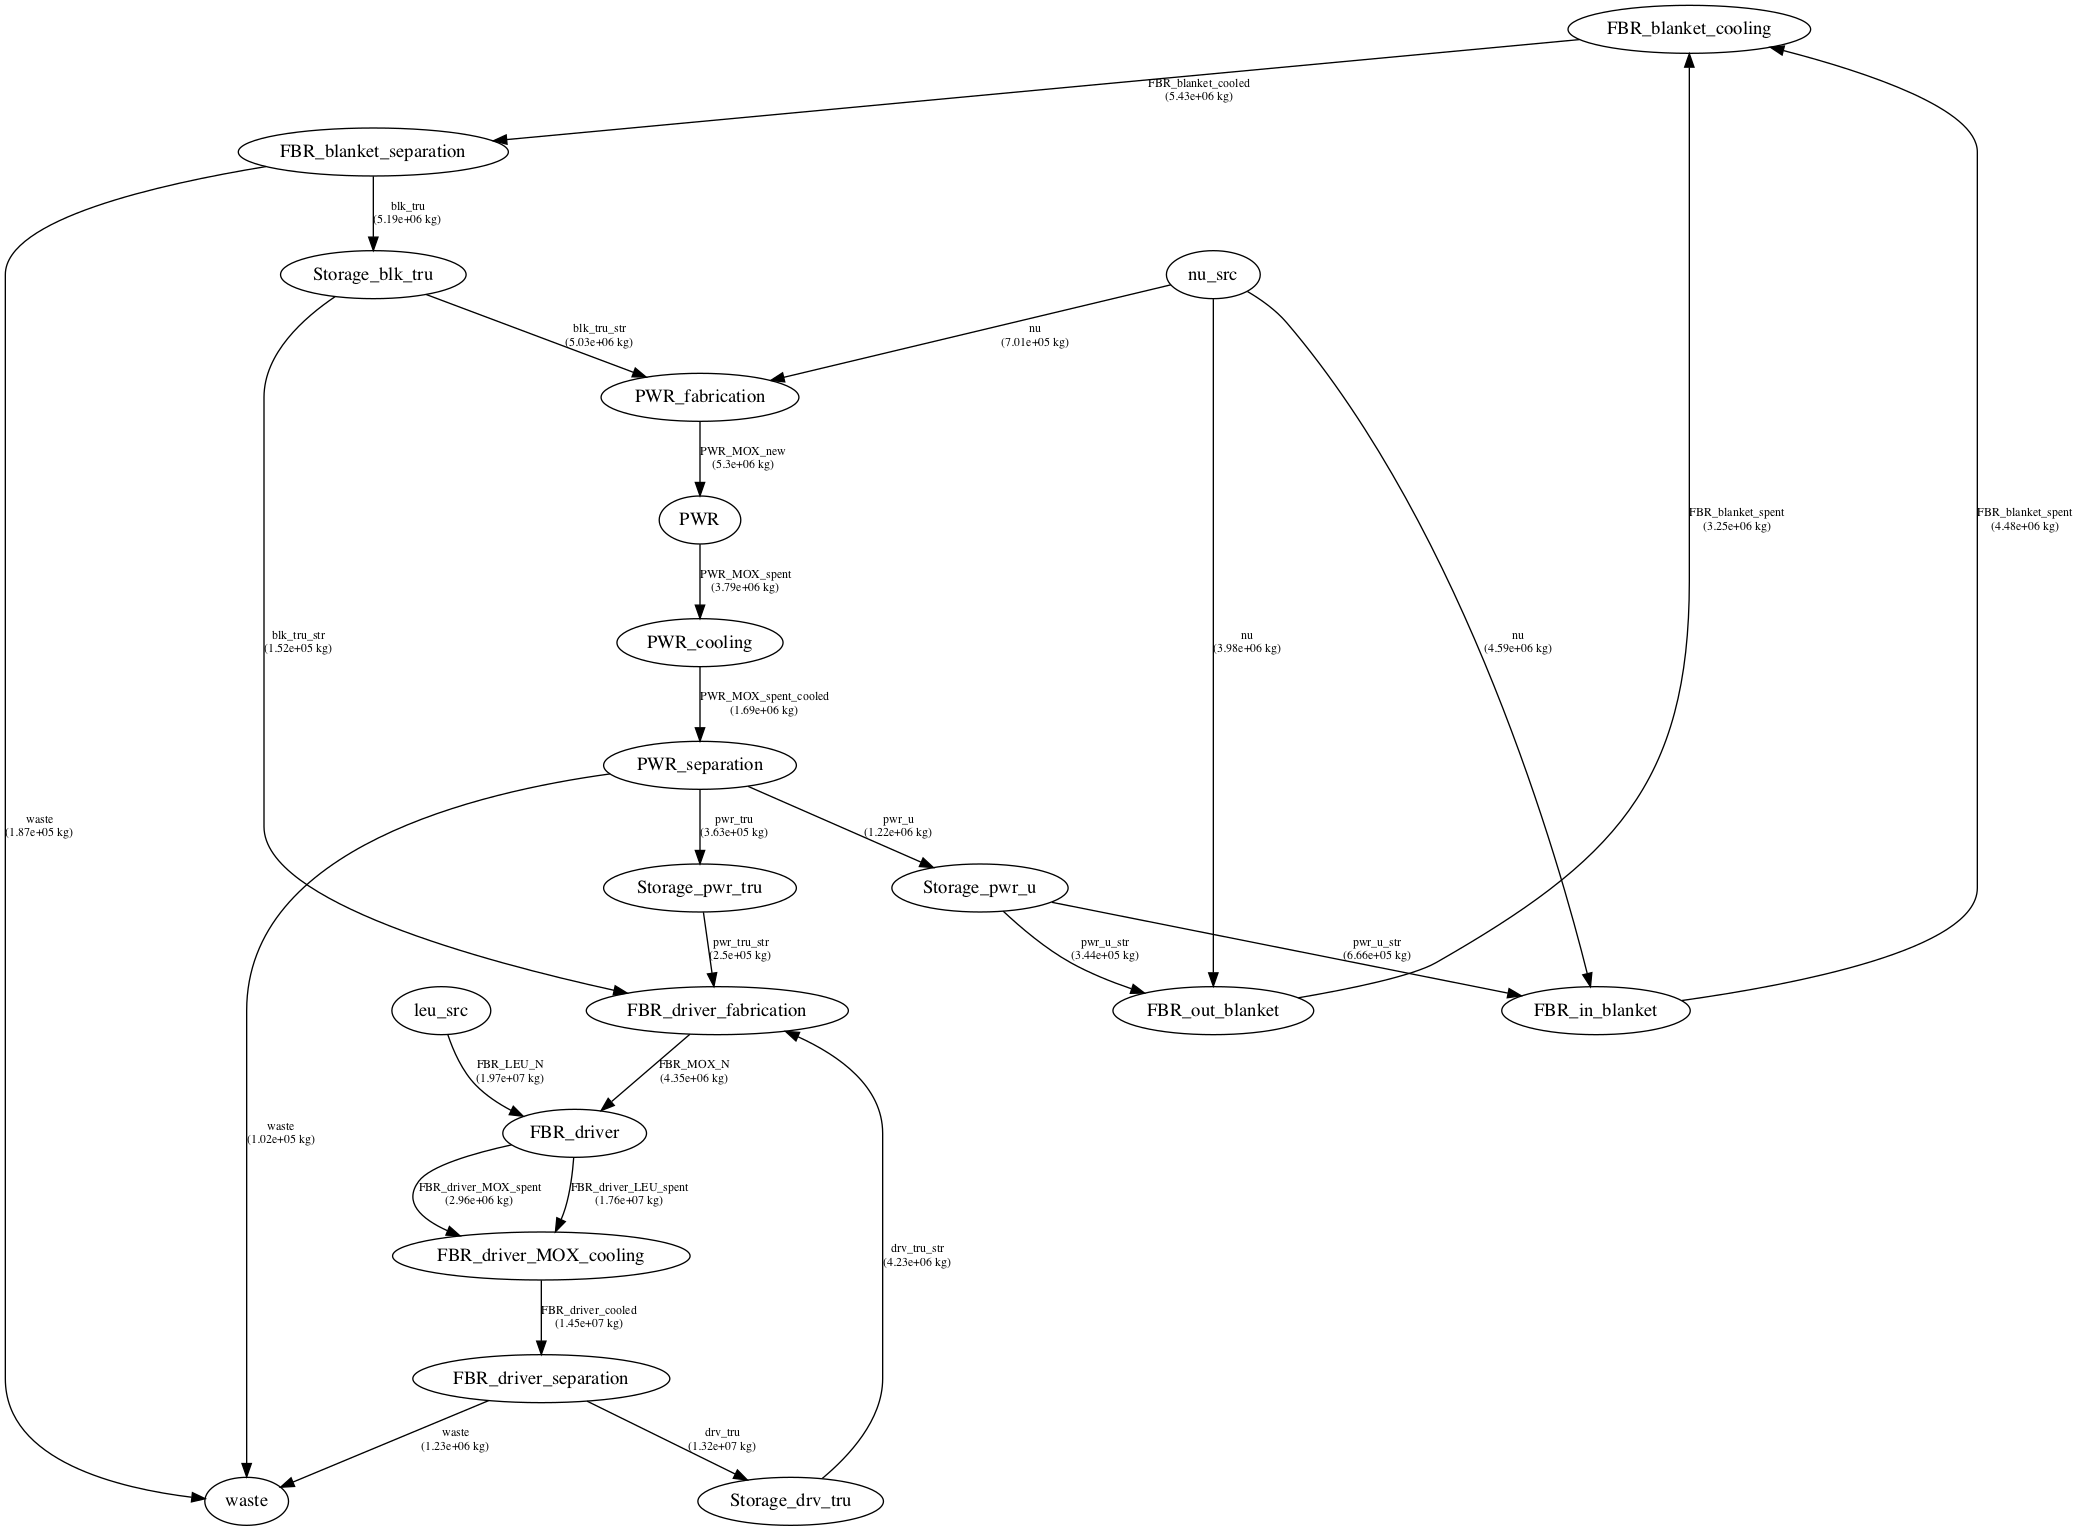 FBR_blanket_cooling
FBR_blanket_cooled
(5.43e+06 kg)
FBR_blanket_separation
blk_tru
(5.19e+06 kg)
Storage_blk_tru
nu_src
blk_tru_str
(5.03e+06 kg)
nu
(7.01e+05 kg)
PWR_fabrication
PWR_MOX_new
(5.3e+06 kg)
PWR
FBR_blanket_spent
(3.25e+06 kg)
FBR_blanket_spent
(4.48e+06 kg)
PWR_MOX_spent
(3.79e+06 kg)
PWR_cooling
blk_tru_str
(1.52e+05 kg)
nu
(3.98e+06 kg)
nu
(4.59e+06 kg)
PWR_MOX_spent_cooled
(1.69e+06 kg)
PWR_separation
waste
(1.87e+05 kg)
pwr_tru
(3.63e+05 kg)
pwr_u
(1.22e+06 kg)
Storage_pwr_tru
Storage_pwr_u
pwr_tru_str
(2.5e+05 kg)
pwr_u_str
(3.44e+05 kg)
pwr_u_str
(6.66e+05 kg)
leu_src
FBR_driver_fabrication
FBR_out_blanket
FBR_in_blanket
FBR_LEU_N
(1.97e+07 kg)
FBR_MOX_N
(4.35e+06 kg)
waste
(1.02e+05 kg)
FBR_driver
FBR_driver_MOX_spent
(2.96e+06 kg)
FBR_driver_LEU_spent
(1.76e+07 kg)
FBR_driver_MOX_cooling
drv_tru_str
(4.23e+06 kg)
FBR_driver_cooled
(1.45e+07 kg)
FBR_driver_separation
waste
(1.23e+06 kg)
drv_tru
(1.32e+07 kg)
waste
Storage_drv_tru